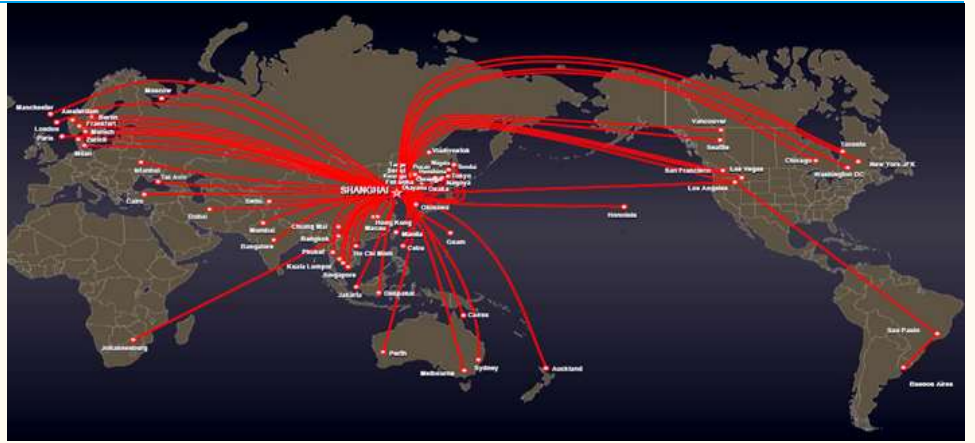 Moscow
Manchester
Amsterdam
Berlin
London
Frankfurt
Paris
Munich
Zurich
Milan
Istanbul
Tel Aviv
Cairo
Dubai
Delhi
Mumbai
Bangalore
SHANGHAI
Vladivostok
Niigata
Sendai
Tokyo
Nagoya
Osaka
Okayama
Okinawa
Chiang Mai
Hong Kong
Macau
Bangkok
Manila
Guam
Phuket
Ho Chi Minh
Cebu
Kuala Lumpur
Singapore
Jakarta
Denpasar
Cairns
Perth
Melbourne
Sydney
Auckland
Johannesburg
Honolulu
Vancouver
Seattle
San Francisco
Las Vegas
Los Angeles
Chicago
Toronto
New York JFK
Washington DC
Sao Paulo
Buenos Aires